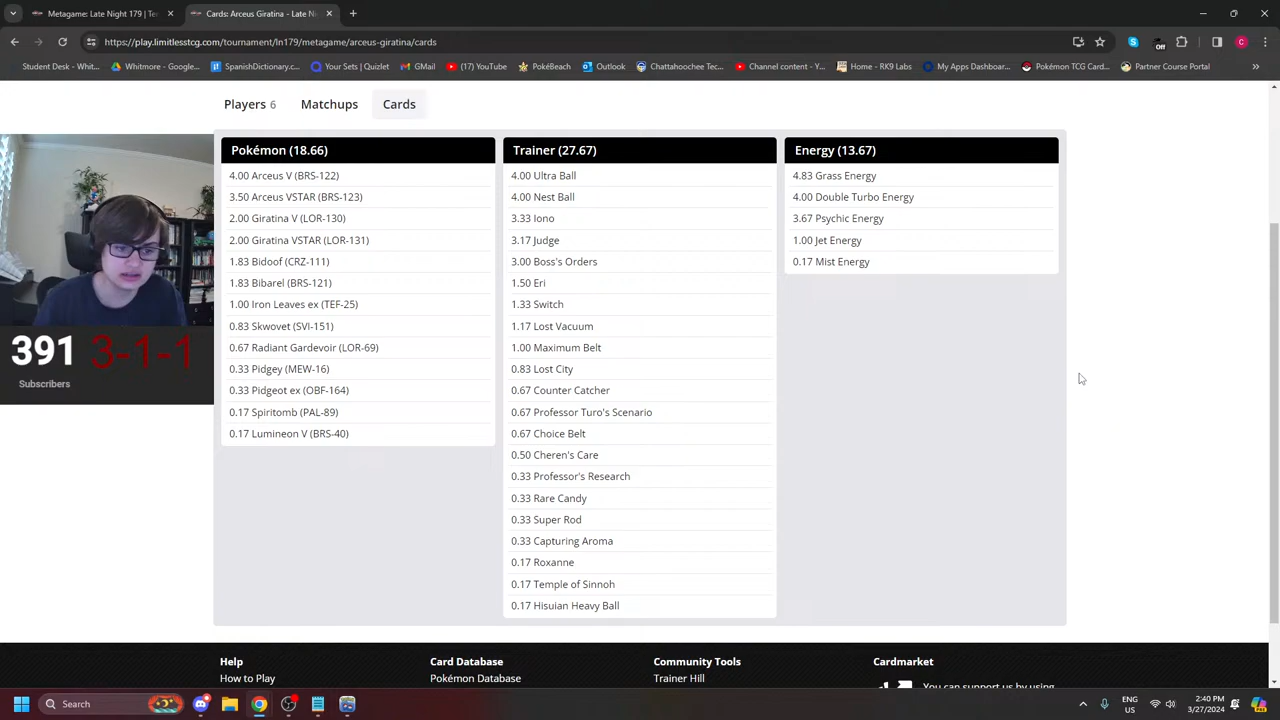 Metagame: Late Night 179 | Ter
Cards: Arceus Giratina - Late Ni
https://play.limitlesstcg.com/tournament/ln179/metagame/arceus-giratina/cards
Student Desk - Whit...
Whitmore - Google...
SpanishDictionary.c...
Your Sets | Quizlet
GMail
(17) YouTube
PokéBeach
Outlook
Chattahoochee Tec...
Channel content - Y...
Home - RK9 Labs
My Apps Dashboar...
Pokémon TCG Card...
Partner Course Portal
Off
Players 6
Matchups
Cards
Pokémon (18.66)
4.00 Arceus V (BRS-122)
3.50 Arceus VSTAR (BRS-123)
2.00 Giratina V (LOR-130)
2.00 Giratina VSTAR (LOR-131)
1.83 Bidoof (CRZ-111)
1.83 Bibarel (BRS-121)
1.00 Iron Leaves ex (TEF-25)
0.83 Skwovet (SVI-151)
0.67 Radiant Gardevoir (LOR-69)
0.33 Pidgey (MEW-16)
0.33 Pidgeot ex (OBF-164)
0.17 Spiritomb (PAL-89)
0.17 Lumineon V (BRS-40)
Trainer (27.67)
4.00 Ultra Ball
4.00 Nest Ball
3.33 Iono
3.17 Judge
3.00 Boss's Orders
1.50 Eri
1.33 Switch
1.17 Lost Vacuum
1.00 Maximum Belt
0.83 Lost City
0.67 Counter Catcher
0.67 Professor Turo's Scenario
0.67 Choice Belt
0.50 Cheren's Care
0.33 Professor's Research
0.33 Rare Candy
0.33 Super Rod
0.33 Capturing Aroma
0.17 Roxanne
0.17 Temple of Sinnoh
0.17 Hisuian Heavy Ball
Energy (13.67)
4.83 Grass Energy
4.00 Double Turbo Energy
3.67 Psychic Energy
1.00 Jet Energy
0.17 Mist Energy
391 3-1-1
Subscribers
Help
How to Play
Card Database
Pokémon Database
Community Tools
Trainer Hill
Cardmarket
You can support us by using
Search
ENG
US
2:40 PM
3/27/2024